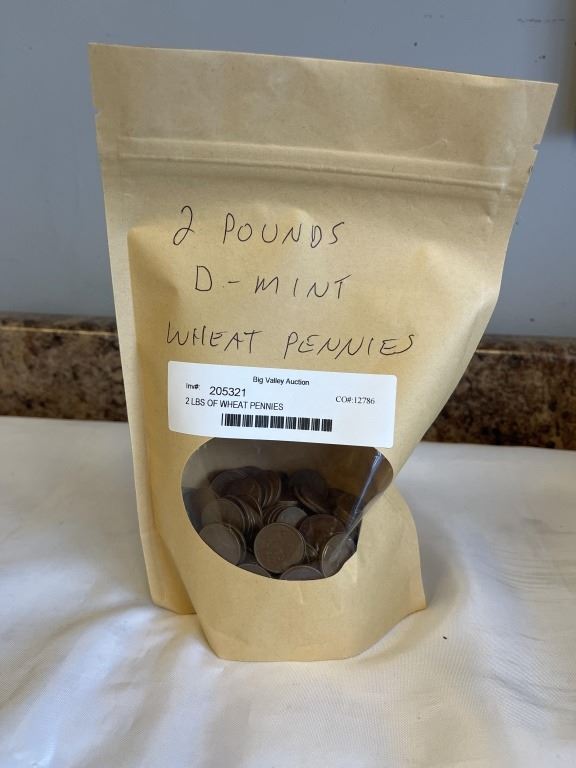 2 POUNDS
D-MINT
WHEAT PENNIES
Big Valley Auction
Inv#: 205321 CO#:12786
2 LBS OF WHEAT PENNIES